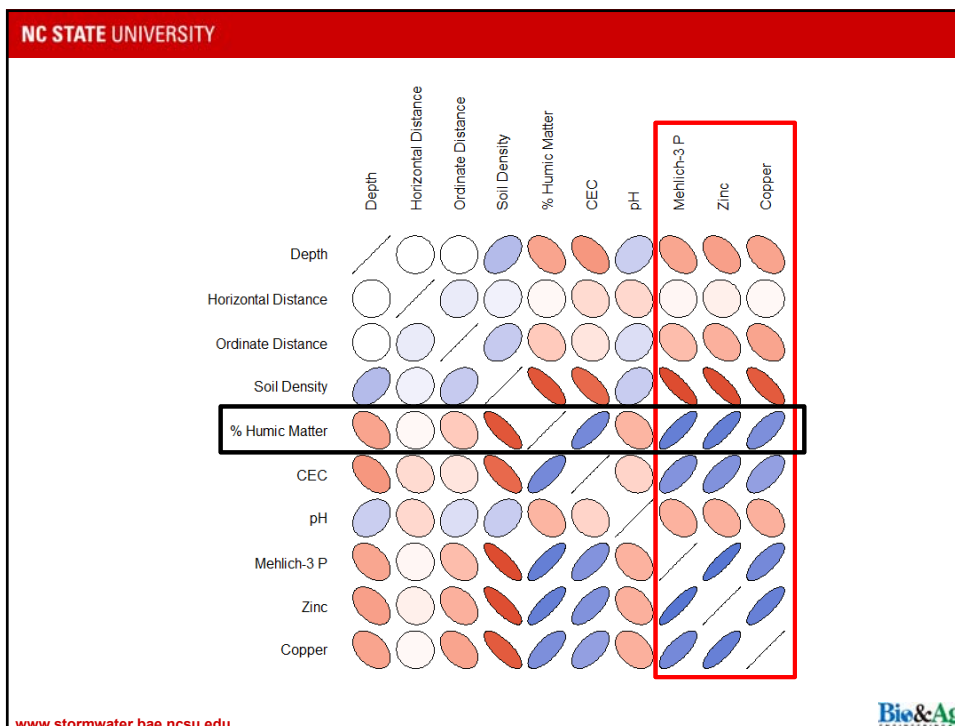 NC STATE UNIVERSITY
Depth
Horizontal Distance
Ordinate Distance
Soil Density
% Humic Matter
CEC
pH
Mehlich-3 P
Zinc
Copper
Depth
Horizontal Distance
Ordinate Distance
Soil Density
% Humic Matter
CEC
pH
Mehlich-3 P
Zinc
Copper
www.stormwater.bae.ncsu.edu
Bio&Ag